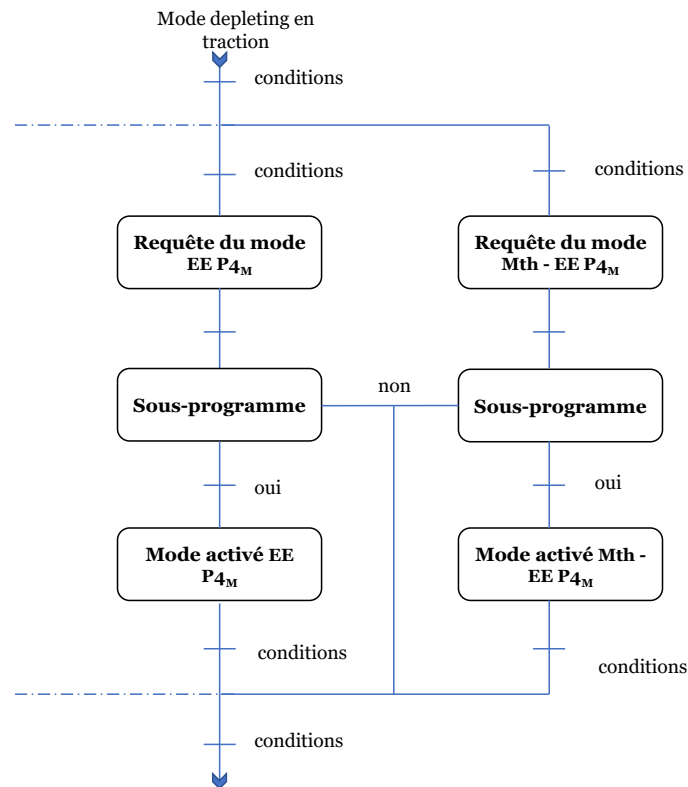 Mode depleting en
traction
conditions
conditions
conditions
Requête du mode
EE P4M
Requête du mode
Mth - EE P4M
non
Sous-programme
Sous-programme
oui
oui
Mode activé EE
P4M
Mode activé Mth -
EE P4M
conditions
conditions
conditions